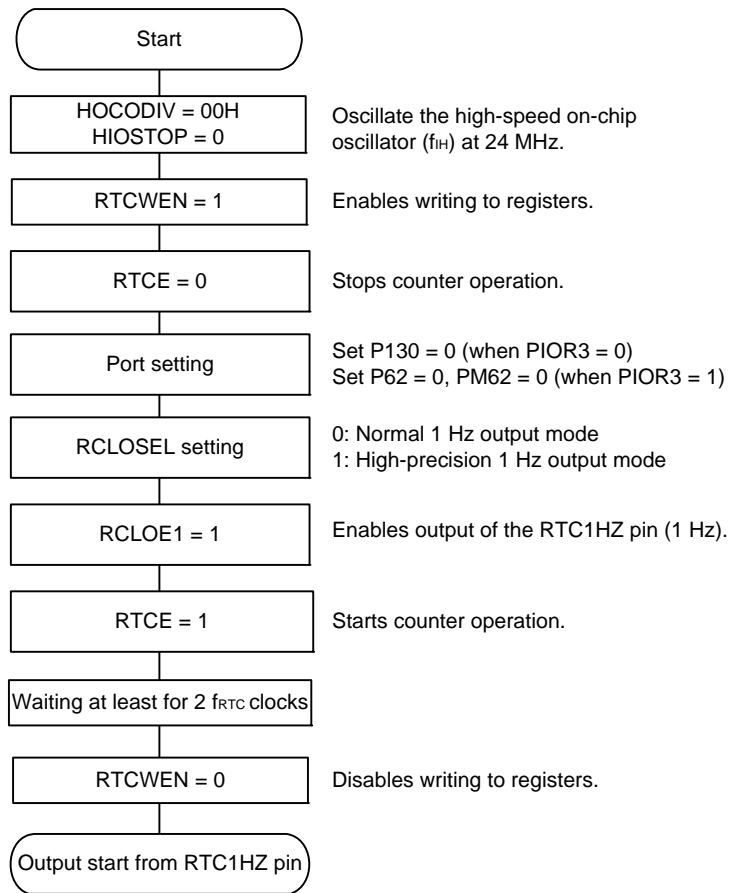 Start
HOCODIV = 00H
HIOSTOP = 0
Oscillate the high-speed on-chip
oscillator (fIH) at 24 MHz.
RTCWEN = 1
Enables writing to registers.
RTCE = 0
Stops counter operation.
Port setting
Set P130 = 0 (when PIOR3 = 0)
Set P62 = 0, PM62 = 0 (when PIOR3 = 1)
RCLOSEL setting
0: Normal 1 Hz output mode
1: High-precision 1 Hz output mode
RCLOE1 = 1
Enables output of the RTC1HZ pin (1 Hz).
RTCE = 1
Starts counter operation.
Waiting at least for 2 fRTC clocks
RTCWEN = 0
Disables writing to registers.
Output start from RTC1HZ pin